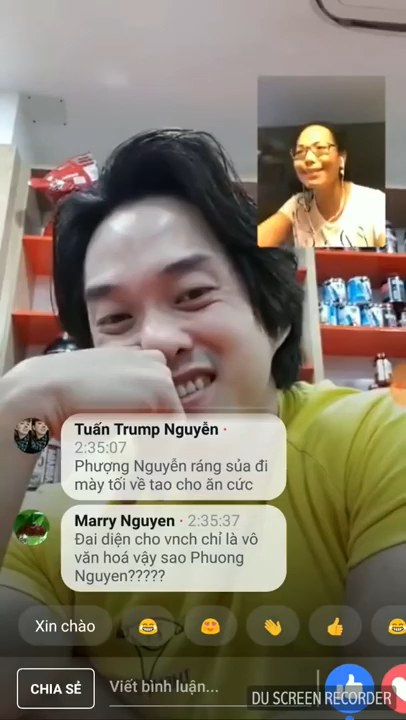 Tuấn Trump Nguyễn ·
2:35:07
Phượng Nguyễn ráng sủa đi
mày tối về tao cho ăn cức
Marry Nguyen · 2:35:37
Đai diện cho vnch chỉ là vô
văn hoá vậy sao Phuong
Nguyen?????
Xin chào
CHIA SẺ
Viết bình luận...
DU SCREEN RECORDER